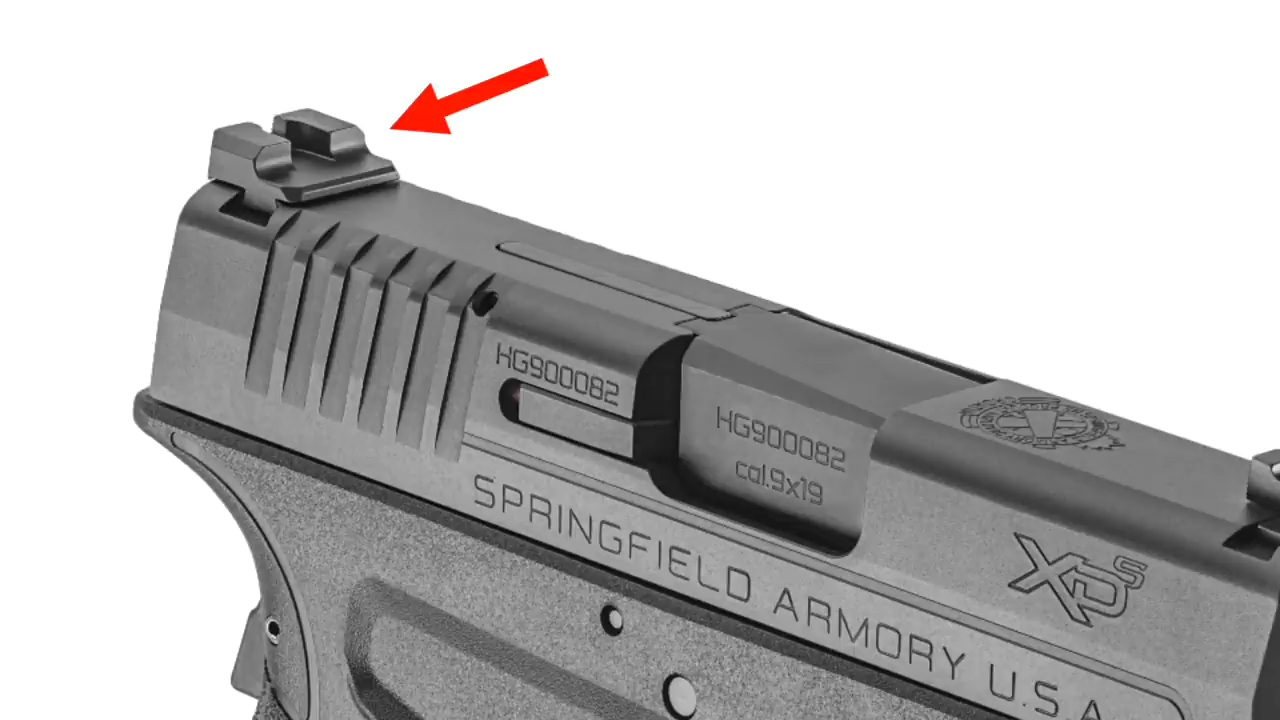 HG900082
HG900082
cal.9x19
SPRINGFIELD ARMORY U.S.A.
XDS